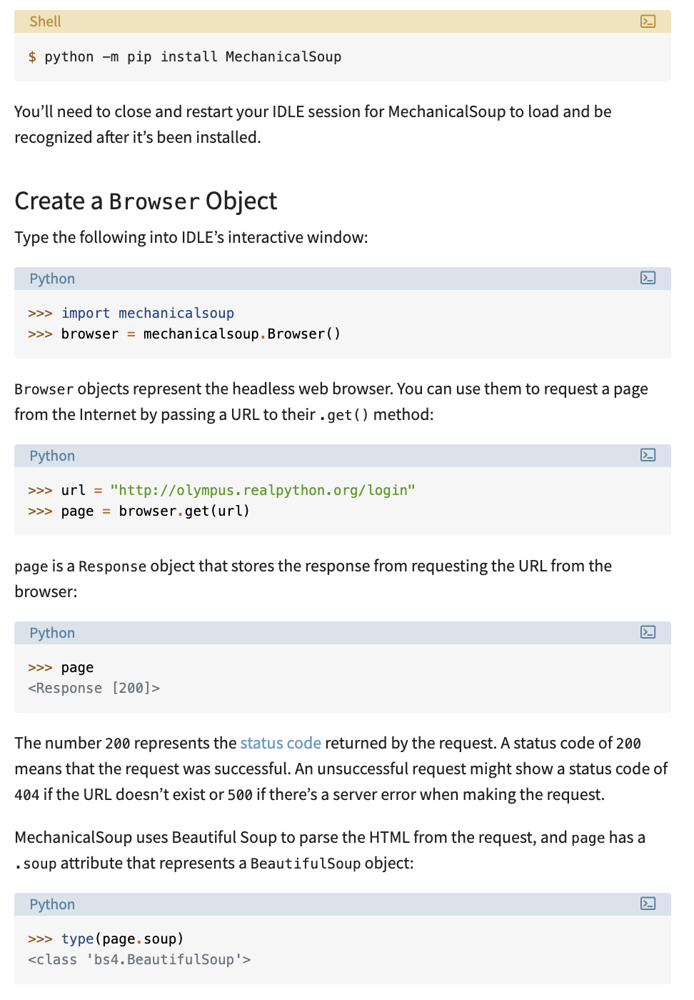 Shell
$ python -m pip install MechanicalSoup
You’ll need to close and restart your IDLE session for MechanicalSoup to load and be
recognized after it’s been installed.
Create a Browser Object
Type the following into IDLE’s interactive window:
Python
>>> import mechanicalsoup
>>> browser = mechanicalsoup.Browser()
Browser objects represent the headless web browser. You can use them to request a page
from the Internet by passing a URL to their .get() method:
Python
>>> url = "http://olympus.realpython.org/login"
>>> page = browser.get(url)
page is a Response object that stores the response from requesting the URL from the
browser:
Python
>>> page
<Response [200]>
The number 200 represents the status code returned by the request. A status code of 200
means that the request was successful. An unsuccessful request might show a status code of
404 if the URL doesn’t exist or 500 if there’s a server error when making the request.
MechanicalSoup uses Beautiful Soup to parse the HTML from the request, and page has a
.soup attribute that represents a BeautifulSoup object:
Python
>>> type(page.soup)
<class 'bs4.BeautifulSoup'>